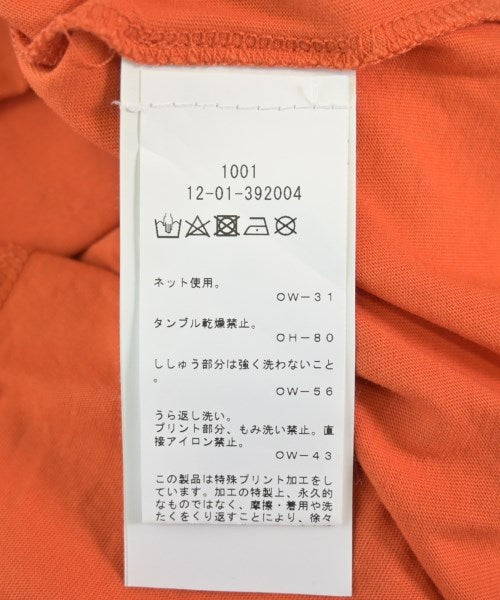 1001
12-01-392004
ネット使用。
OW-31
タンブル乾燥禁止。
OH-80
ししゅう部分は強く洗わないこと
。
OW-56
うら返し洗い。
プリント部分、もみ洗い禁止。直
接アイロン禁止。
OW-43
この製品は特殊プリント加工をし
ています。加工の特製上、永久的
なものではなく、摩擦・着用や洗
たくをくり返すことにより、徐々